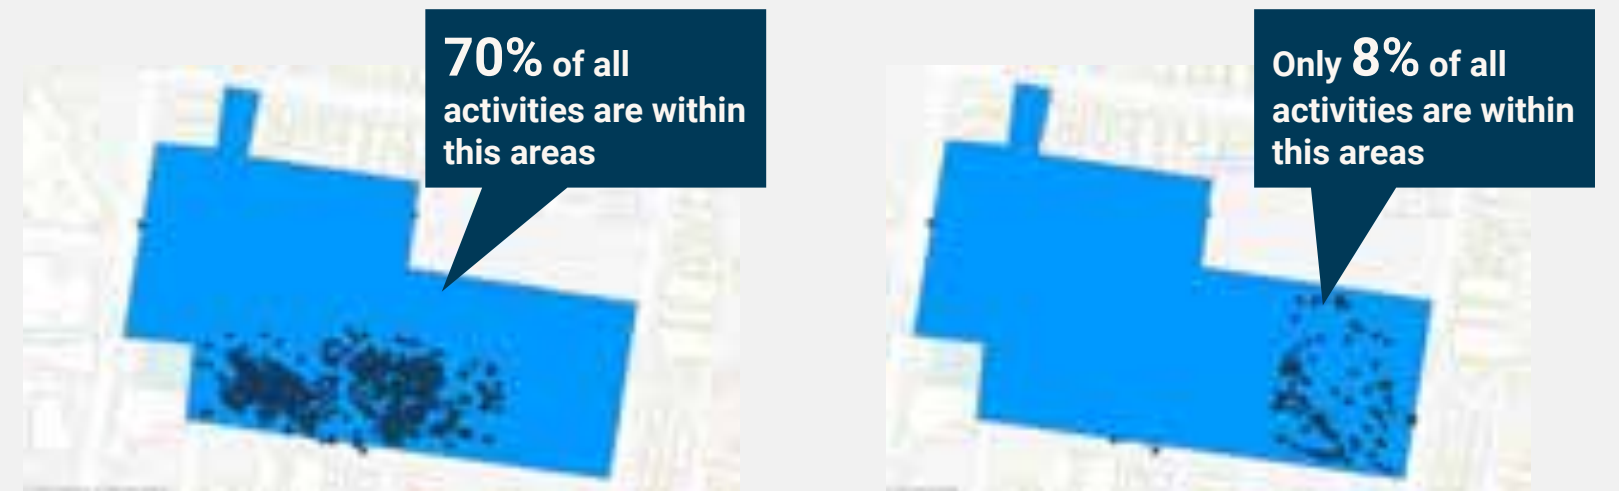 70% of all
activities are within
this areas
Only 8% of all
activities are within
this areas